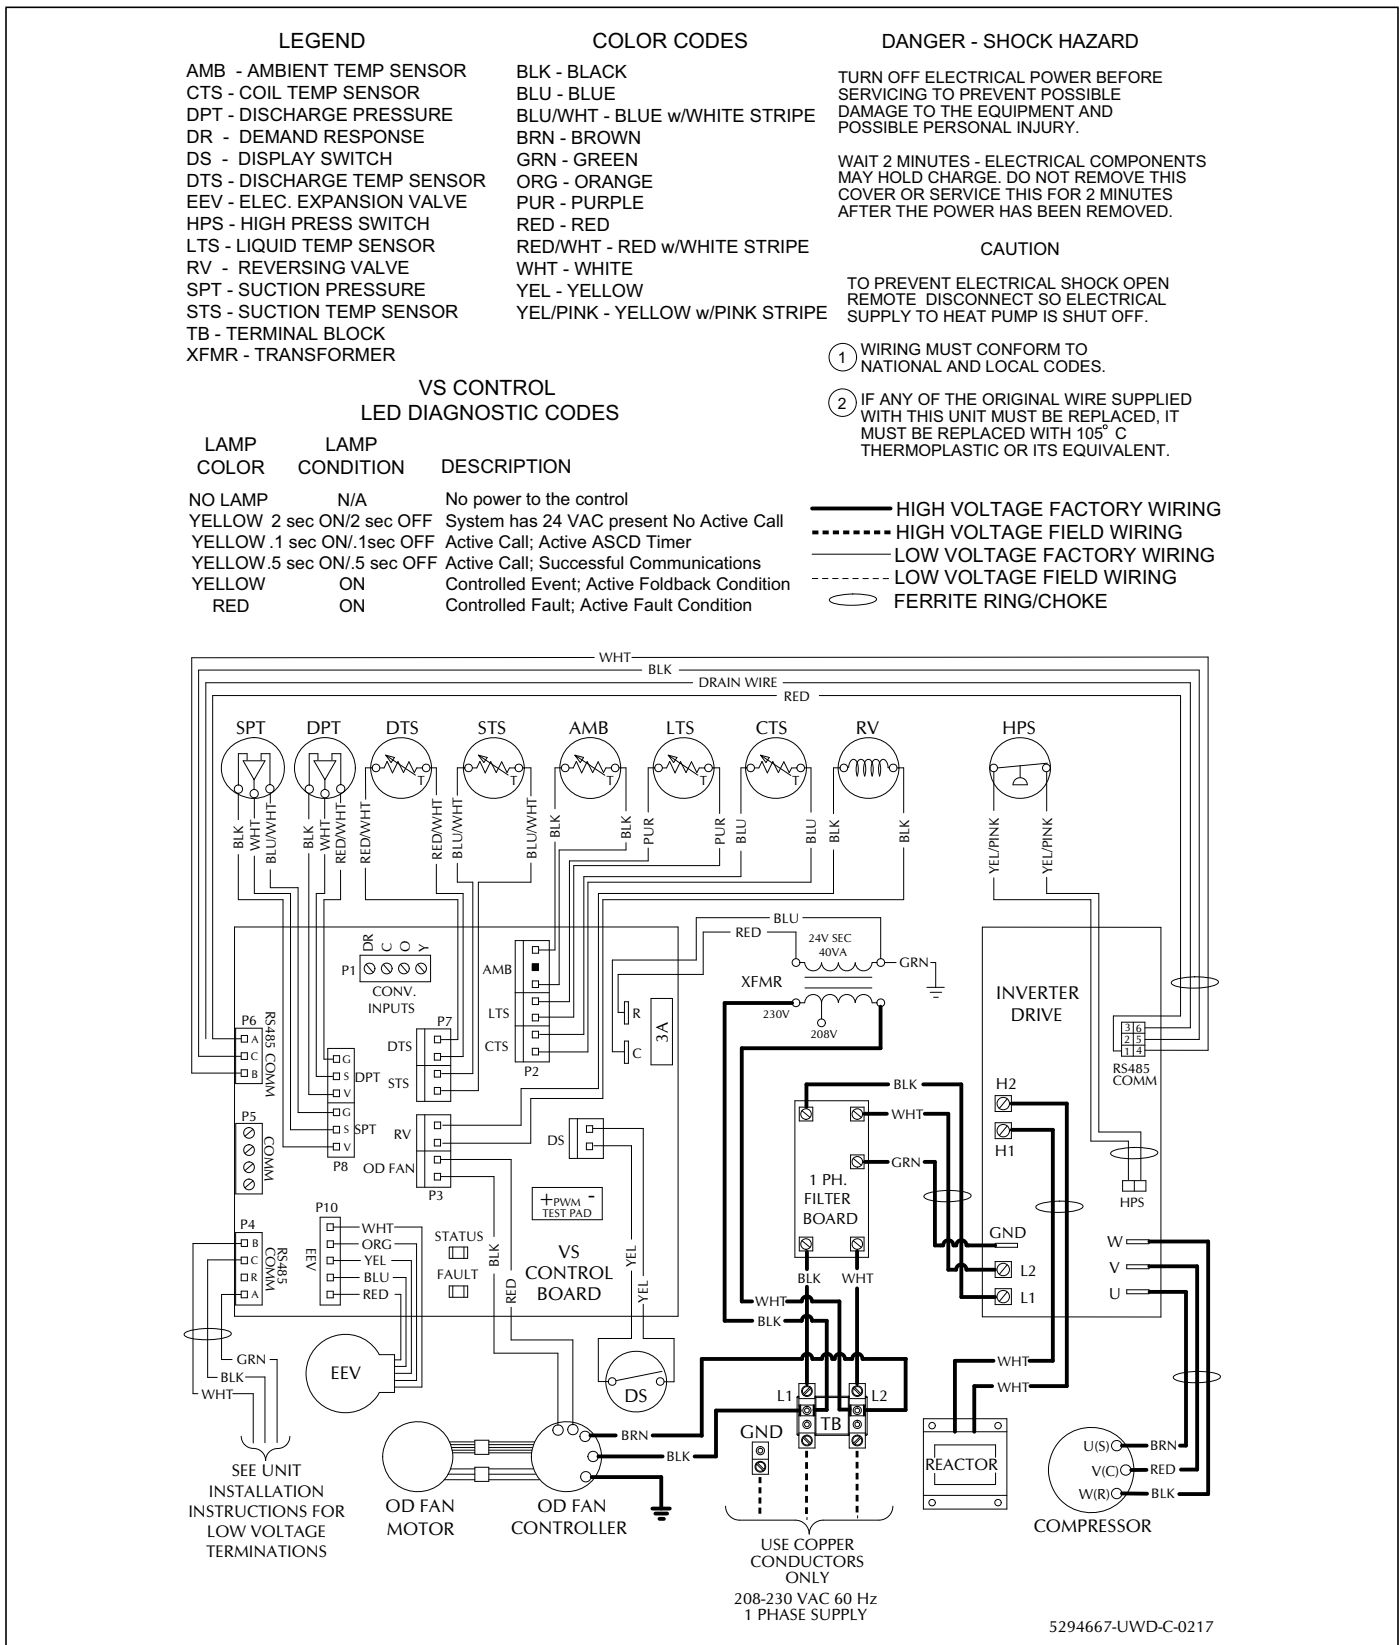 LEGEND
AMB - AMBIENT TEMP SENSOR
CTS - COIL TEMP SENSOR
DPT - DISCHARGE PRESSURE
DR - DEMAND RESPONSE
DS - DISPLAY SWITCH
DTS - DISCHARGE TEMP SENSOR
EEV - ELEC. EXPANSION VALVE
HPS - HIGH PRESS SWITCH
LTS - LIQUID TEMP SENSOR
RV - REVERSING VALVE
SPT - SUCTION PRESSURE
STS - SUCTION TEMP SENSOR
TB - TERMINAL BLOCK
XFMR - TRANSFORMER
COLOR CODES
BLK - BLACK
BLU - BLUE
BLU/WHT - BLUE w/WHITE STRIPE
BRN - BROWN
GRN - GREEN
ORG - ORANGE
PUR - PURPLE
RED - RED
RED/WHT - RED w/WHITE STRIPE
WHT - WHITE
YEL - YELLOW
YEL/PINK - YELLOW w/PINK STRIPE
DANGER - SHOCK HAZARD
TURN OFF ELECTRICAL POWER BEFORE
SERVICING TO PREVENT POSSIBLE
DAMAGE TO THE EQUIPMENT AND
POSSIBLE PERSONAL INJURY.
WAIT 2 MINUTES - ELECTRICAL COMPONENTS
MAY HOLD CHARGE. DO NOT REMOVE THIS
COVER OR SERVICE THIS FOR 2 MINUTES
AFTER THE POWER HAS BEEN REMOVED.
CAUTION
TO PREVENT ELECTRICAL SHOCK OPEN
REMOTE DISCONNECT SO ELECTRICAL
SUPPLY TO HEAT PUMP IS SHUT OFF.
1 WIRING MUST CONFORM TO
NATIONAL AND LOCAL CODES.
2 IF ANY OF THE ORIGINAL WIRE SUPPLIED
WITH THIS UNIT MUST BE REPLACED, IT
MUST BE REPLACED WITH 105° C
THERMOPLASTIC OR ITS EQUIVALENT.
VS CONTROL
LED DIAGNOSTIC CODES
LAMP COLOR LAMP CONDITION DESCRIPTION
NO LAMP N/A No power to the control
YELLOW 2 sec ON/2 sec OFF System has 24 VAC present No Active Call
YELLOW .1 sec ON/.1sec OFF Active Call; Active ASCD Timer
YELLOW .5 sec ON/.5 sec OFF Active Call; Successful Communications
YELLOW ON Controlled Event; Active Foldback Condition
RED ON Controlled Fault; Active Fault Condition
HIGH VOLTAGE FACTORY WIRING
HIGH VOLTAGE FIELD WIRING
LOW VOLTAGE FACTORY WIRING
LOW VOLTAGE FIELD WIRING
FERRITE RING/CHOKE
WHT
BLK
DRAIN WIRE
RED
SPT DPT DTS STS AMB LTS CTS RV HPS
T T T T T
BLK WHT BLU/WHT BLK WHT RED/WHT RED/WHT RED/WHT BLU/WHT BLU/WHT BLK BLK PUR PUR BLU BLU BLK BLK YEL/PINK YEL/PINK
P1 DR C O Y
CONV.
INPUTS
AMB
LTS
CTS
P2
BLU
RED
24V SEC
40VA
GRN
XFMR
230V
208V
R
C
3A
INVERTER
DRIVE
3 6
2 5
1 4
RS485
COMM
P6
A
C
B
RS485 COMM
P7
DTS
STS
G
S DPT
V
G
S SPT
V
P8
P5
COMM
RV
OD FAN
P3
DS
+ PWM -
TEST PAD
BLK
WHT
GRN
1 PH.
FILTER
BOARD
H2
H1
HPS
GND
L2
L1
W
V
U
P4
B
C
R
A
RS485
COMM
P10
EEV
WHT
ORG
YEL
BLU
RED
STATUS
FAULT
VS
CONTROL
BOARD
BLK
RED
YEL
YEL
BLK WHT
WHT
BLK
GRN
BLK
WHT
EEV
DS
L1 L2
TB
GND
BRN
BLK
WHT
WHT
REACTOR
U(S) BRN
V(C) RED
W(R) BLK
COMPRESSOR
SEE UNIT
INSTALLATION
INSTRUCTIONS FOR
LOW VOLTAGE
TERMINATIONS
OD FAN
MOTOR
OD FAN
CONTROLLER
USE COPPER
CONDUCTORS
ONLY
208-230 VAC 60 Hz
1 PHASE SUPPLY
5294667-UWD-C-0217